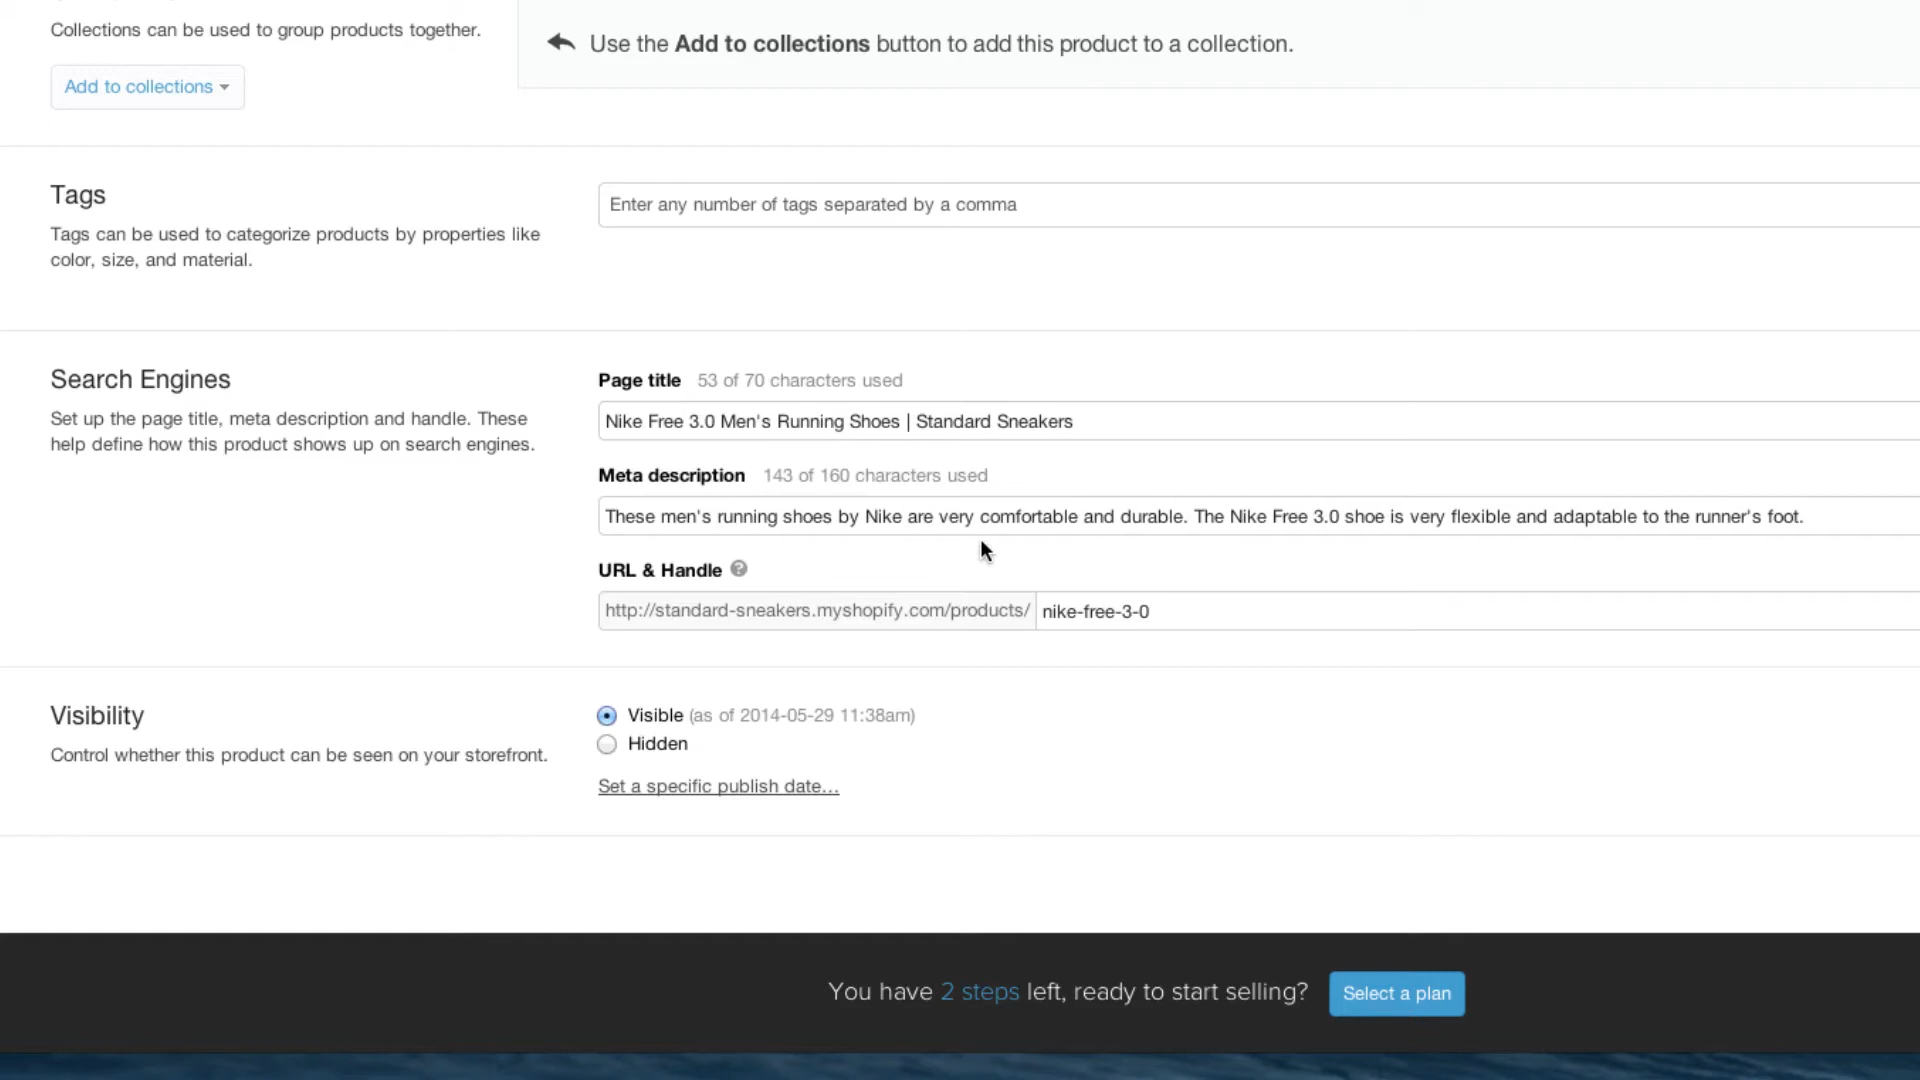 Collections can be used to group products together.
Use the Add to collections button to add this product to a collection.
Add to collections
Tags
Enter any number of tags separated by a comma
Tags can be used to categorize products by properties like
color, size, and material.
Search Engines
Page title 53 of 70 characters used
Set up the page title, meta description and handle. These
help define how this product shows up on search engines.
Nike Free 3.0 Men's Running Shoes | Standard Sneakers
Meta description 143 of 160 characters used
These men's running shoes by Nike are very comfortable and durable. The Nike Free 3.0 shoe is very flexible and adaptable to the runner's foot.
URL & Handle ?
http://standard-sneakers.myshopify.com/products/ nike-free-3-0
Visibility
Visible (as of 2014-05-29 11:38am)
Control whether this product can be seen on your storefront.
Hidden
Set a specific publish date...
You have 2 steps left, ready to start selling? Select a plan